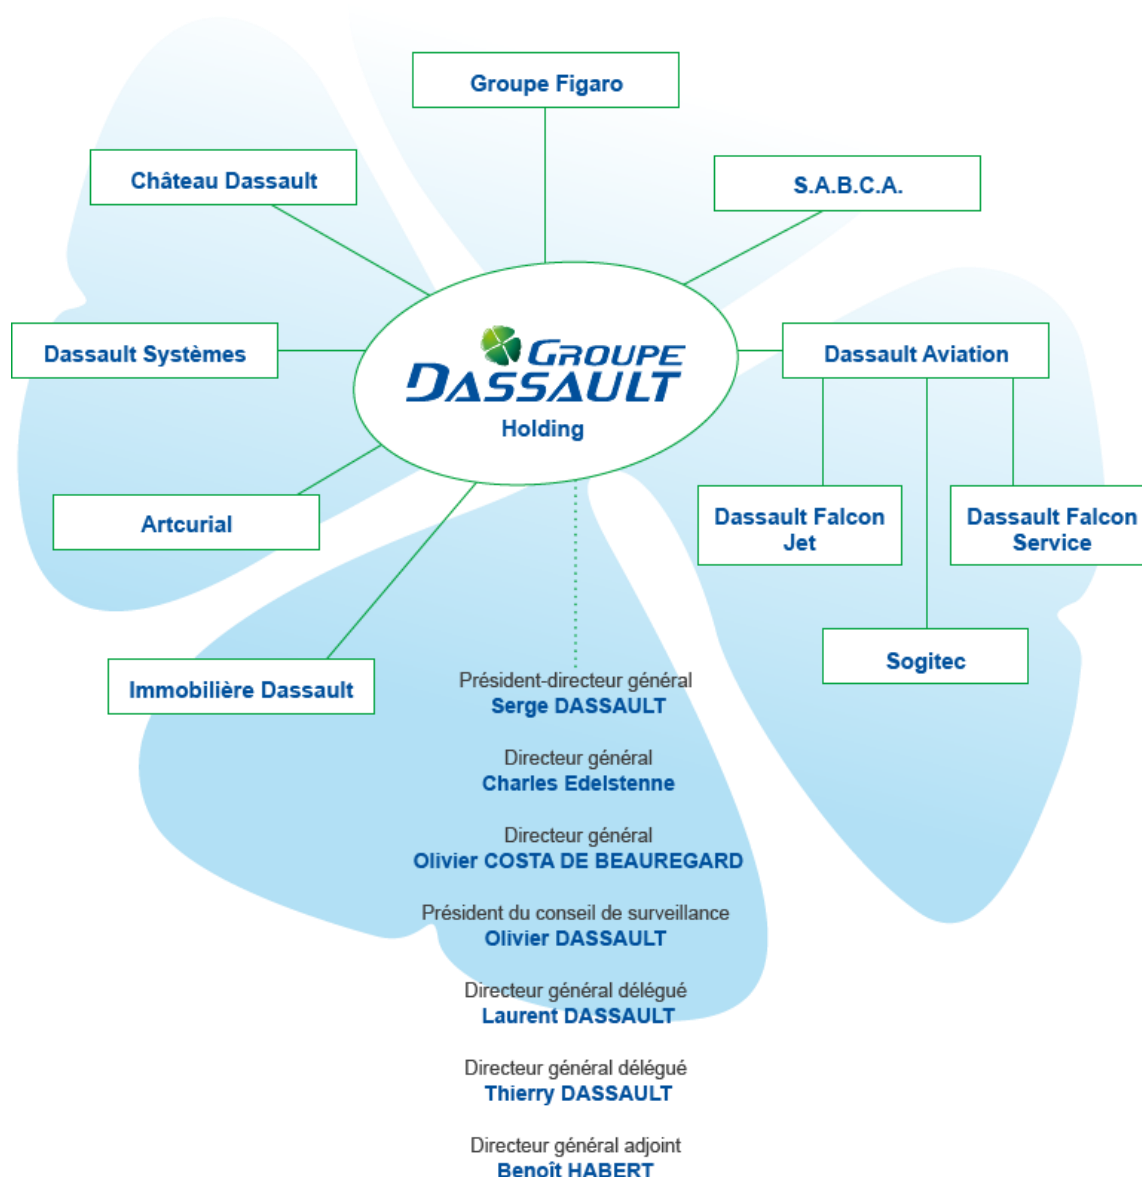 Groupe Figaro
Château Dassault
S.A.B.C.A.
Dassault Systèmes
GROUPE
DASSAULT
Holding
Dassault Aviation
Artcurial
Dassault Falcon
Jet
Dassault Falcon
Service
Immobilière Dassault
Sogitec
Président-directeur général
Serge DASSAULT
Directeur général
Charles Edelstenne
Directeur général
Olivier COSTA DE BEAUREGARD
Président du conseil de surveillance
Olivier DASSAULT
Directeur général délégué
Laurent DASSAULT
Directeur général délégué
Thierry DASSAULT
Directeur général adjoint
Benoît HABERT